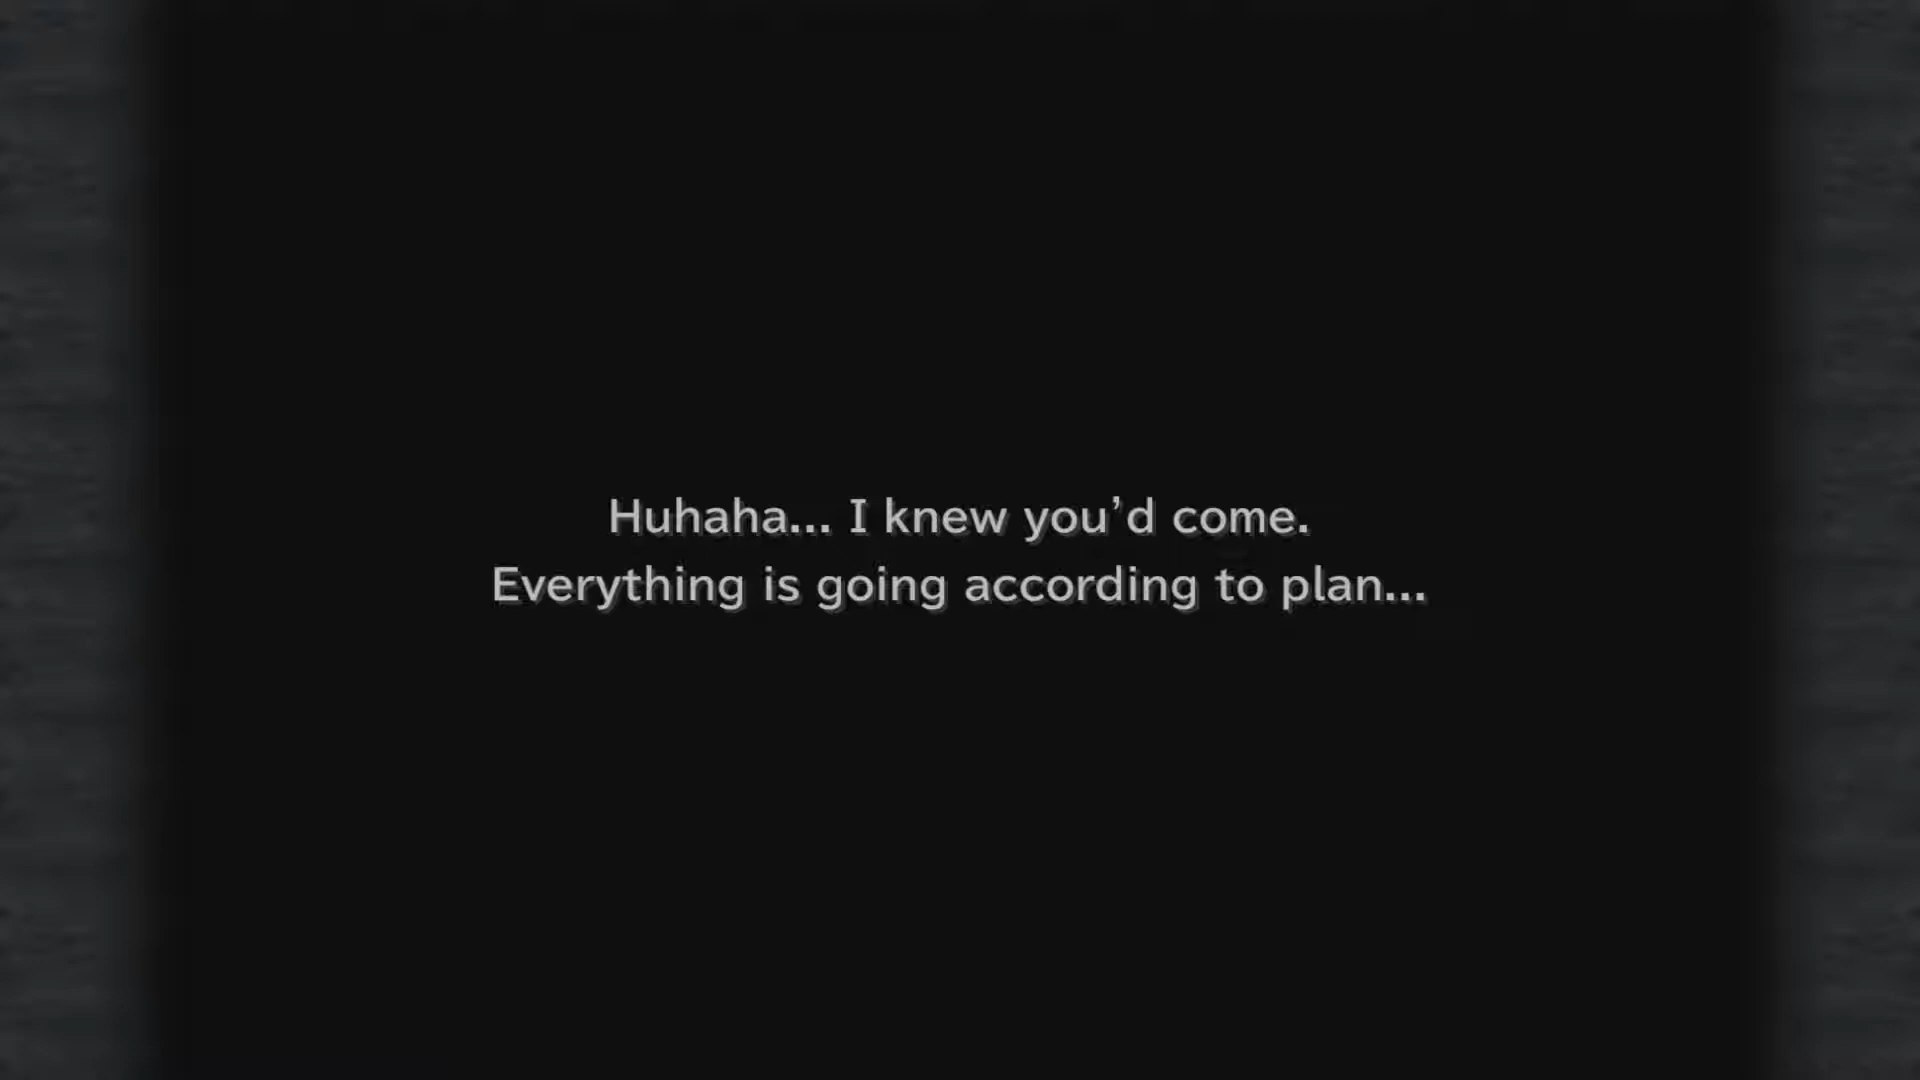 Huhaha... I knew you’d come.
Everything is going according to plan...